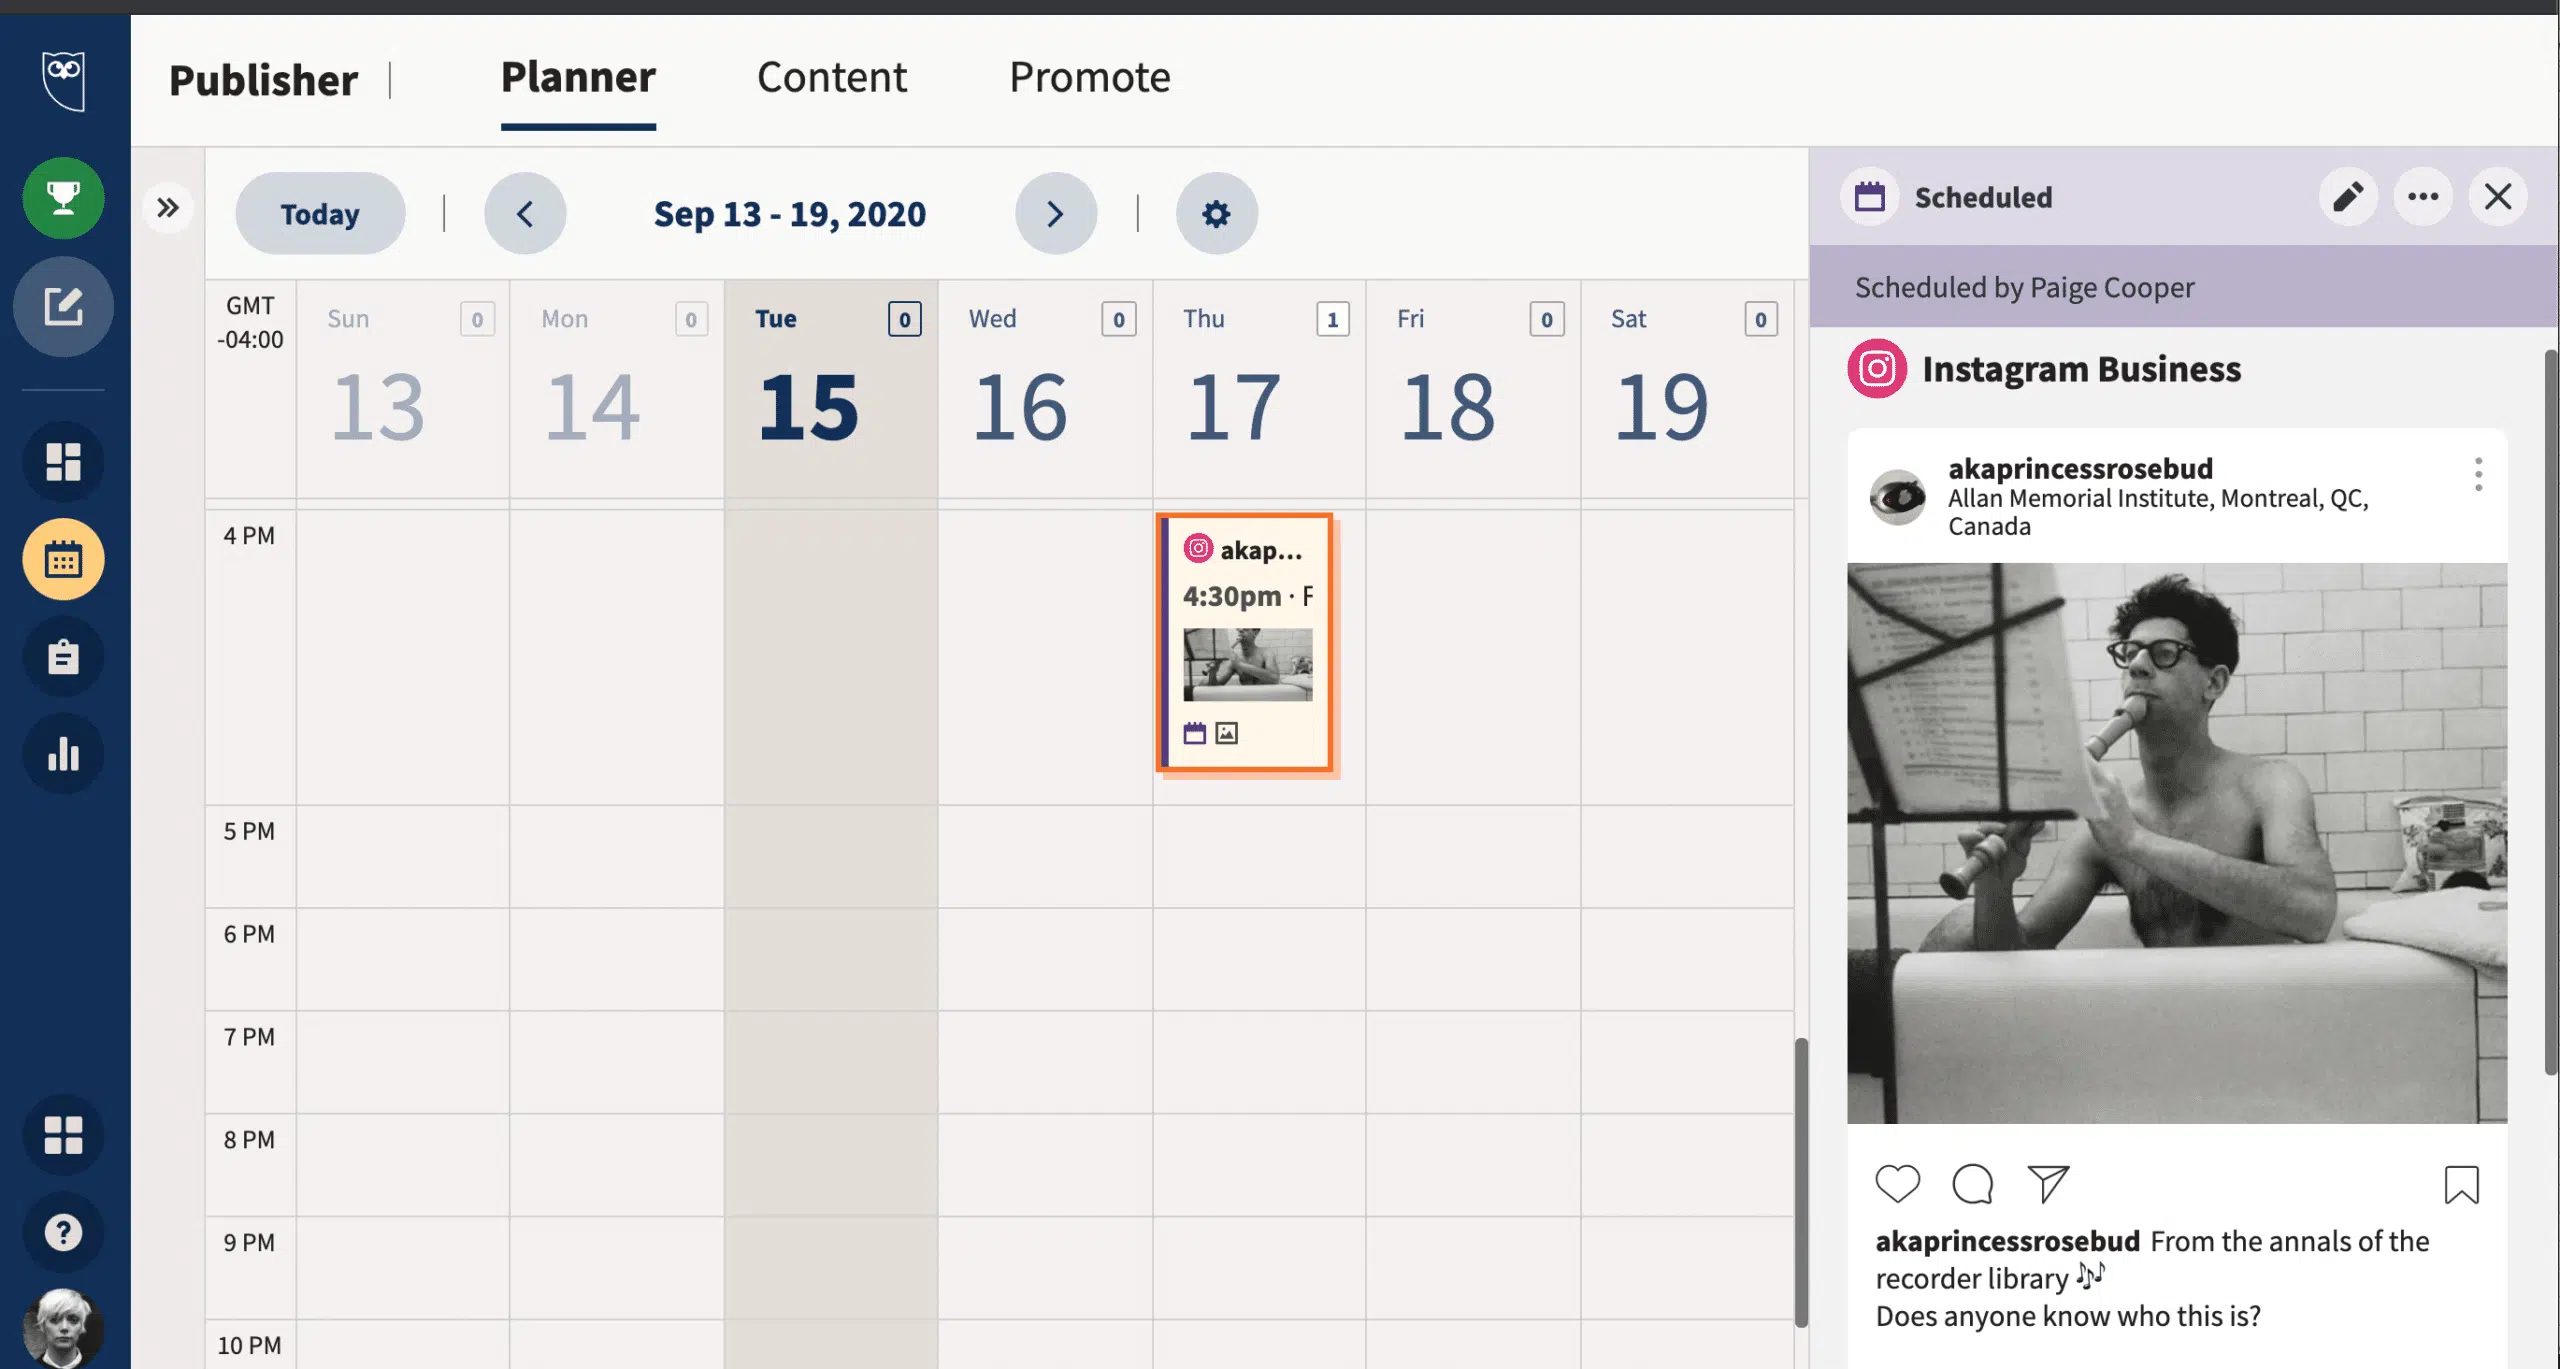 Publisher | Planner Content Promote
Today | Sep 13 - 19, 2020 |
GMT
-04:00
Sun 0 Mon 0 Tue 0 Wed 0 Thu 1 Fri 0 Sat 0
13 14 15 16 17 18 19
4 PM
akap...
4:30pm · F
5 PM
6 PM
7 PM
8 PM
9 PM
10 PM
Scheduled
Scheduled by Paige Cooper
Instagram Business
akaprincessrosebud
Allan Memorial Institute, Montreal, QC,
Canada
akaprincessrosebud From the annals of the
recorder library 🎶
Does anyone know who this is?